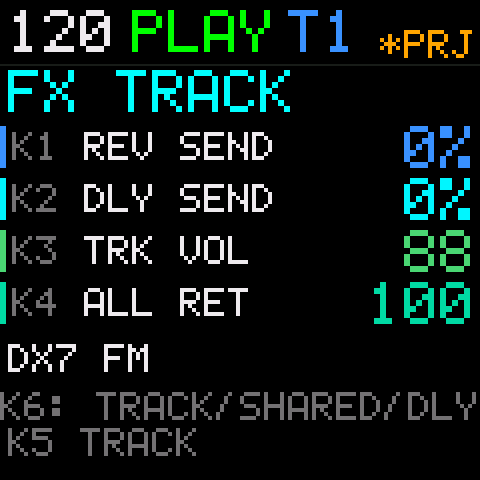 120 PLAY T1 *PRJ
FX TRACK
K1 REV SEND 0%
K2 DLY SEND 0%
K3 TRK VOL 88
K4 ALL RET 100
DX7 FM
K6: TRACK/SHARED/DLY
K5 TRACK